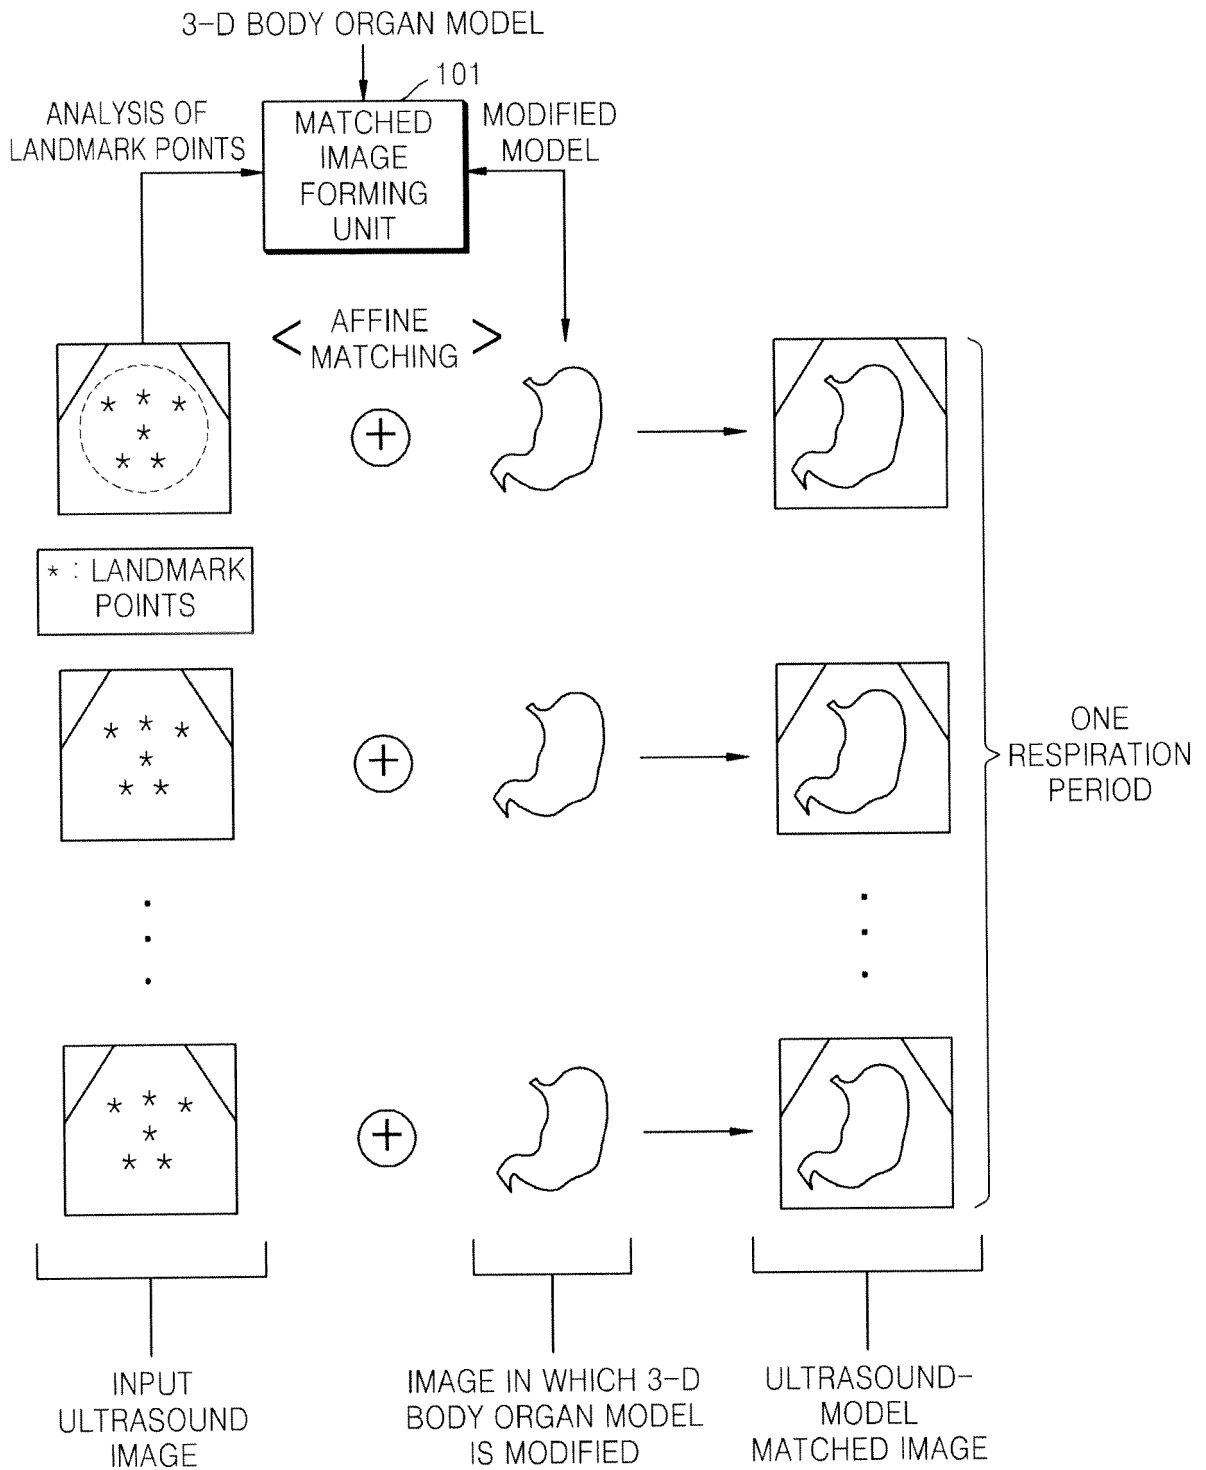 3-D BODY ORGAN MODEL
101
ANALYSIS OF
LANDMARK POINTS
MATCHED
IMAGE
FORMING
UNIT
MODIFIED
MODEL
< AFFINE >
MATCHING
* : LANDMARK
POINTS
ONE
RESPIRATION
PERIOD
INPUT
ULTRASOUND
IMAGE
IMAGE IN WHICH 3-D
BODY ORGAN MODEL
IS MODIFIED
ULTRASOUND-
MODEL
MATCHED IMAGE